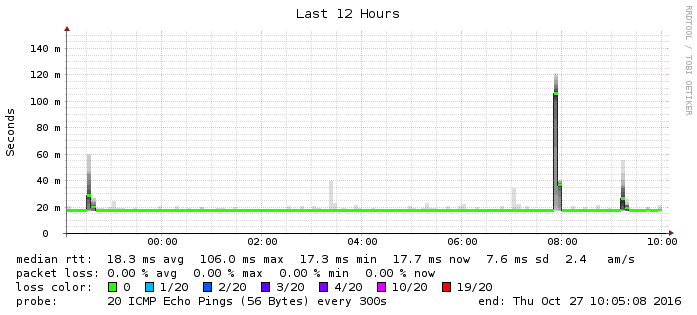 Last 12 Hours
RRDTOOL / TOBI OETIKER
Seconds
140 m
120 m
100 m
80 m
60 m
40 m
20 m
0
00:00 02:00 04:00 06:00 08:00 10:00
median rtt: 18.3 ms avg 106.0 ms max 17.3 ms min 17.7 ms now 7.6 ms sd 2.4 am/s
packet loss: 0.00 % avg 0.00 % max 0.00 % min 0.00 % now
loss color: 0 1/20 2/20 3/20 4/20 10/20 19/20
probe: 20 ICMP Echo Pings (56 Bytes) every 300s end: Thu Oct 27 10:05:08 2016